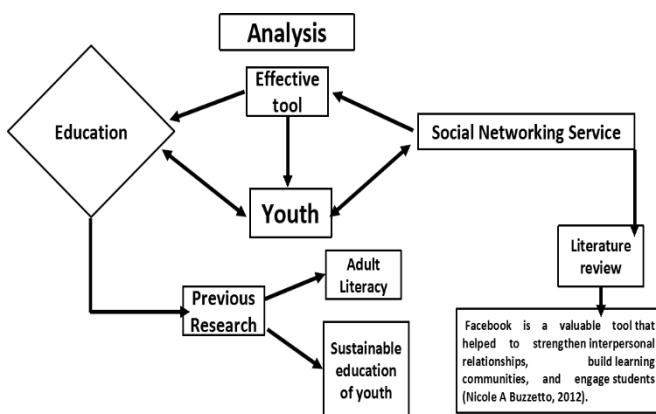 Analysis
Effective
tool
Education
Social Networking Service
Youth
Literature
review
Adult
Literacy
Previous
Research
Sustainable
education
of youth
Facebook is a valuable tool that
helped to strengthen interpersonal
relationships, build learning
communities, and engage students
(Nicole A Buzzetto, 2012).